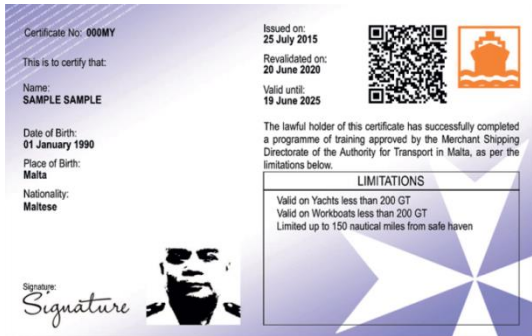 Certificate No: 000MY
This is to certify that:
Name:
SAMPLE SAMPLE
Date of Birth:
01 January 1990
Place of Birth:
Malta
Nationality:
Maltese
Signature:
Signature
Issued on:
25 July 2015
Revalidated on:
20 June 2020
Valid until:
19 June 2025
The lawful holder of this certificate has successfully completed
a programme of training approved by the Merchant Shipping
Directorate of the Authority for Transport in Malta, as per the
limitations below.
LIMITATIONS
Valid on Yachts less than 200 GT
Valid on Workboats less than 200 GT
Limited up to 150 nautical miles from safe haven